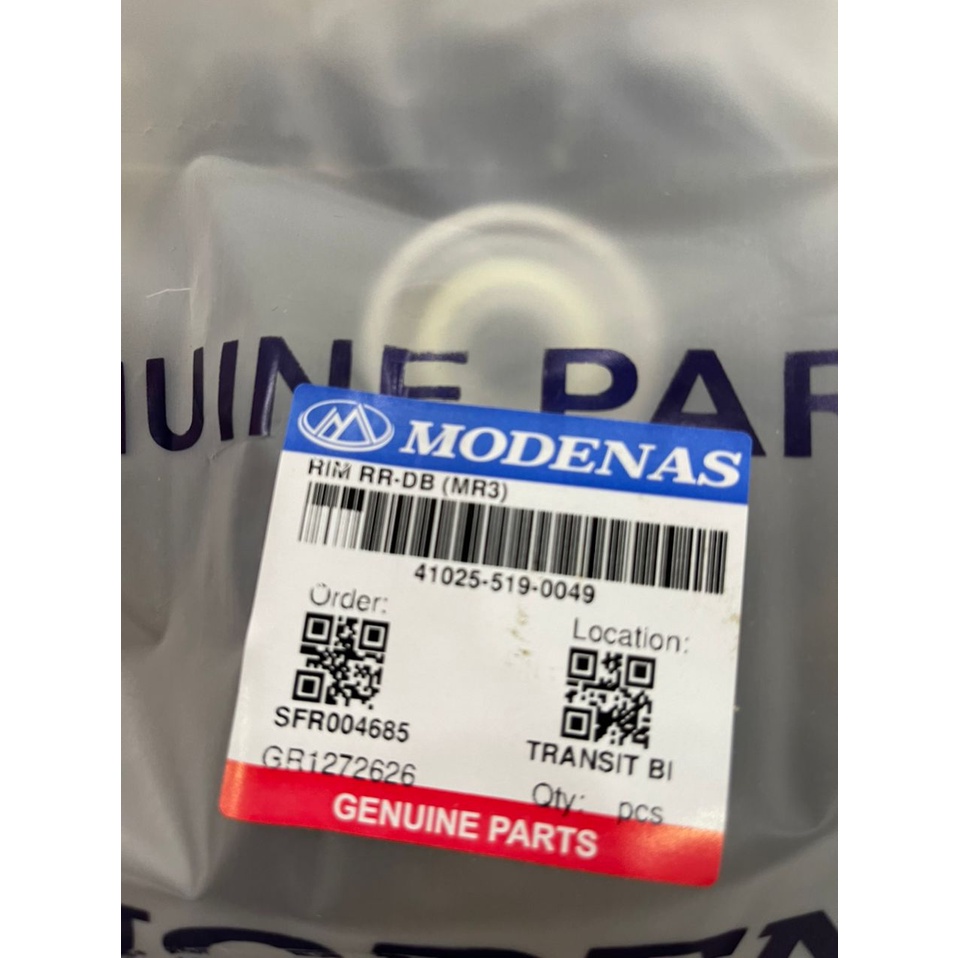 GENUINE PAR
MODENAS
RIM RR-DB (MR3)
41025-519-0049
Order:
Location:
SFR004685
TRANSIT BI
GR1272626
Qty: pcs
GENUINE PARTS